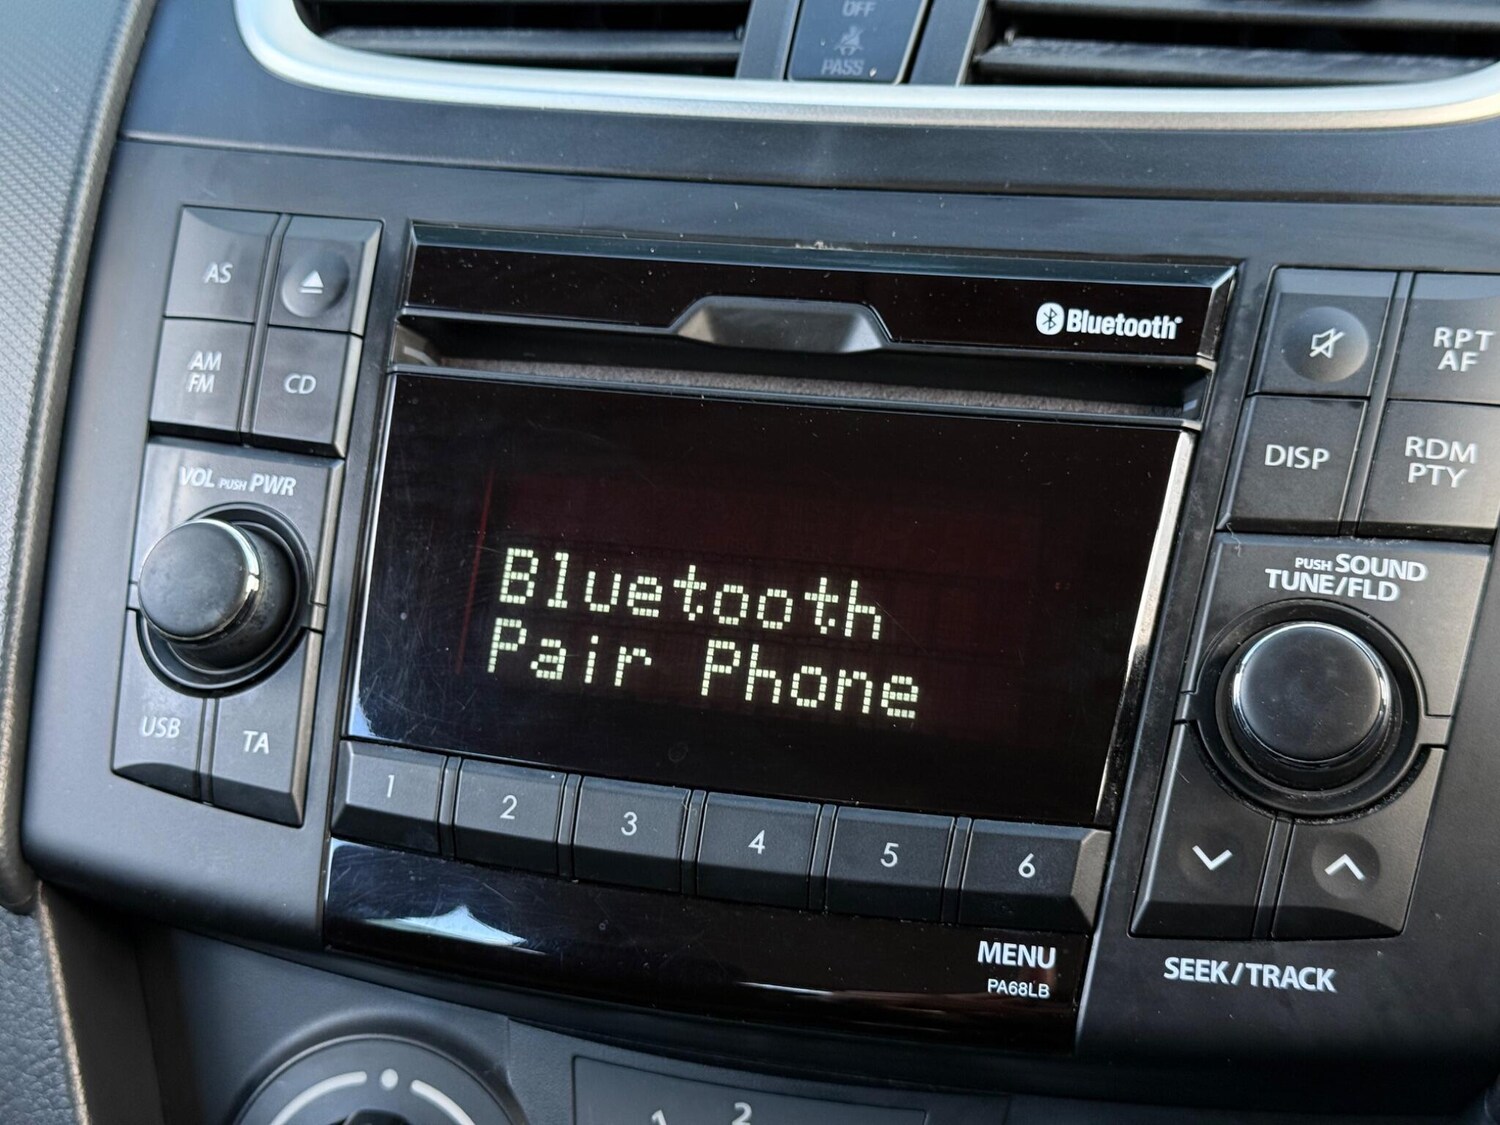 OFF
PASS
AS
AM
FM
CD
Bluetooth
RPT
AF
DISP
RDM
PTY
VOL PUSH PWR
PUSH SOUND
TUNE/FLD
Bluetooth
Pair Phone
USB
TA
1
2
3
4
5
6
MENU
PA68LB
SEEK/TRACK
1
2